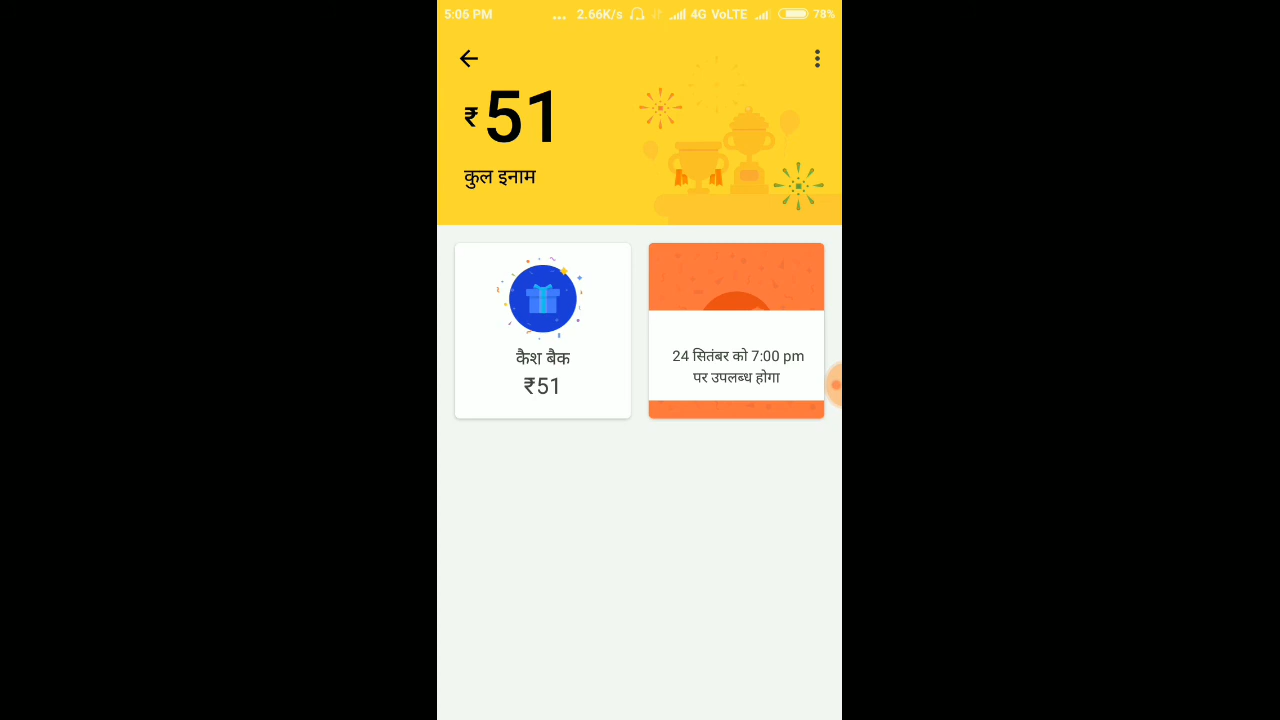 5:06 PM ... 2.66K/s 4G VoLTE 78%
₹51
कुल इनाम
कैश बैक
₹51
24 सितंबर को 7:00 pm
पर उपलब्ध होगा